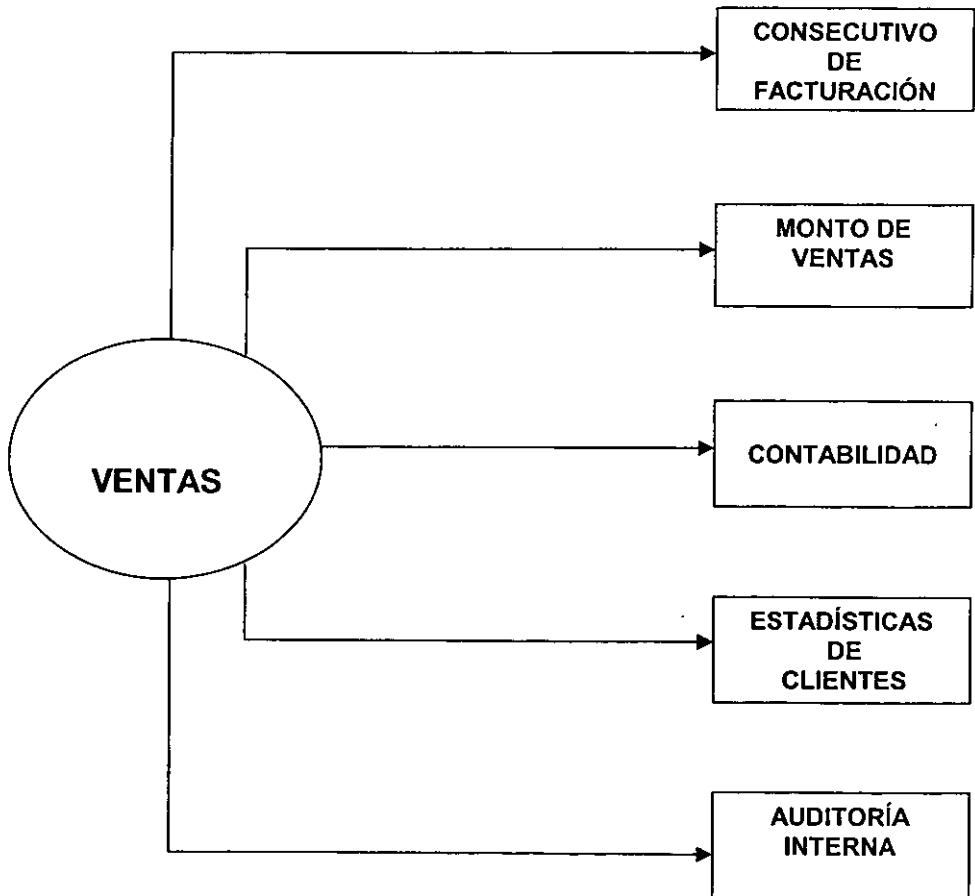 CONSECUTIVO
DE
FACTURACIÓN
MONTO DE
VENTAS
CONTABILIDAD
VENTAS
ESTADÍSTICAS
DE
CLIENTES
AUDITORÍA
INTERNA